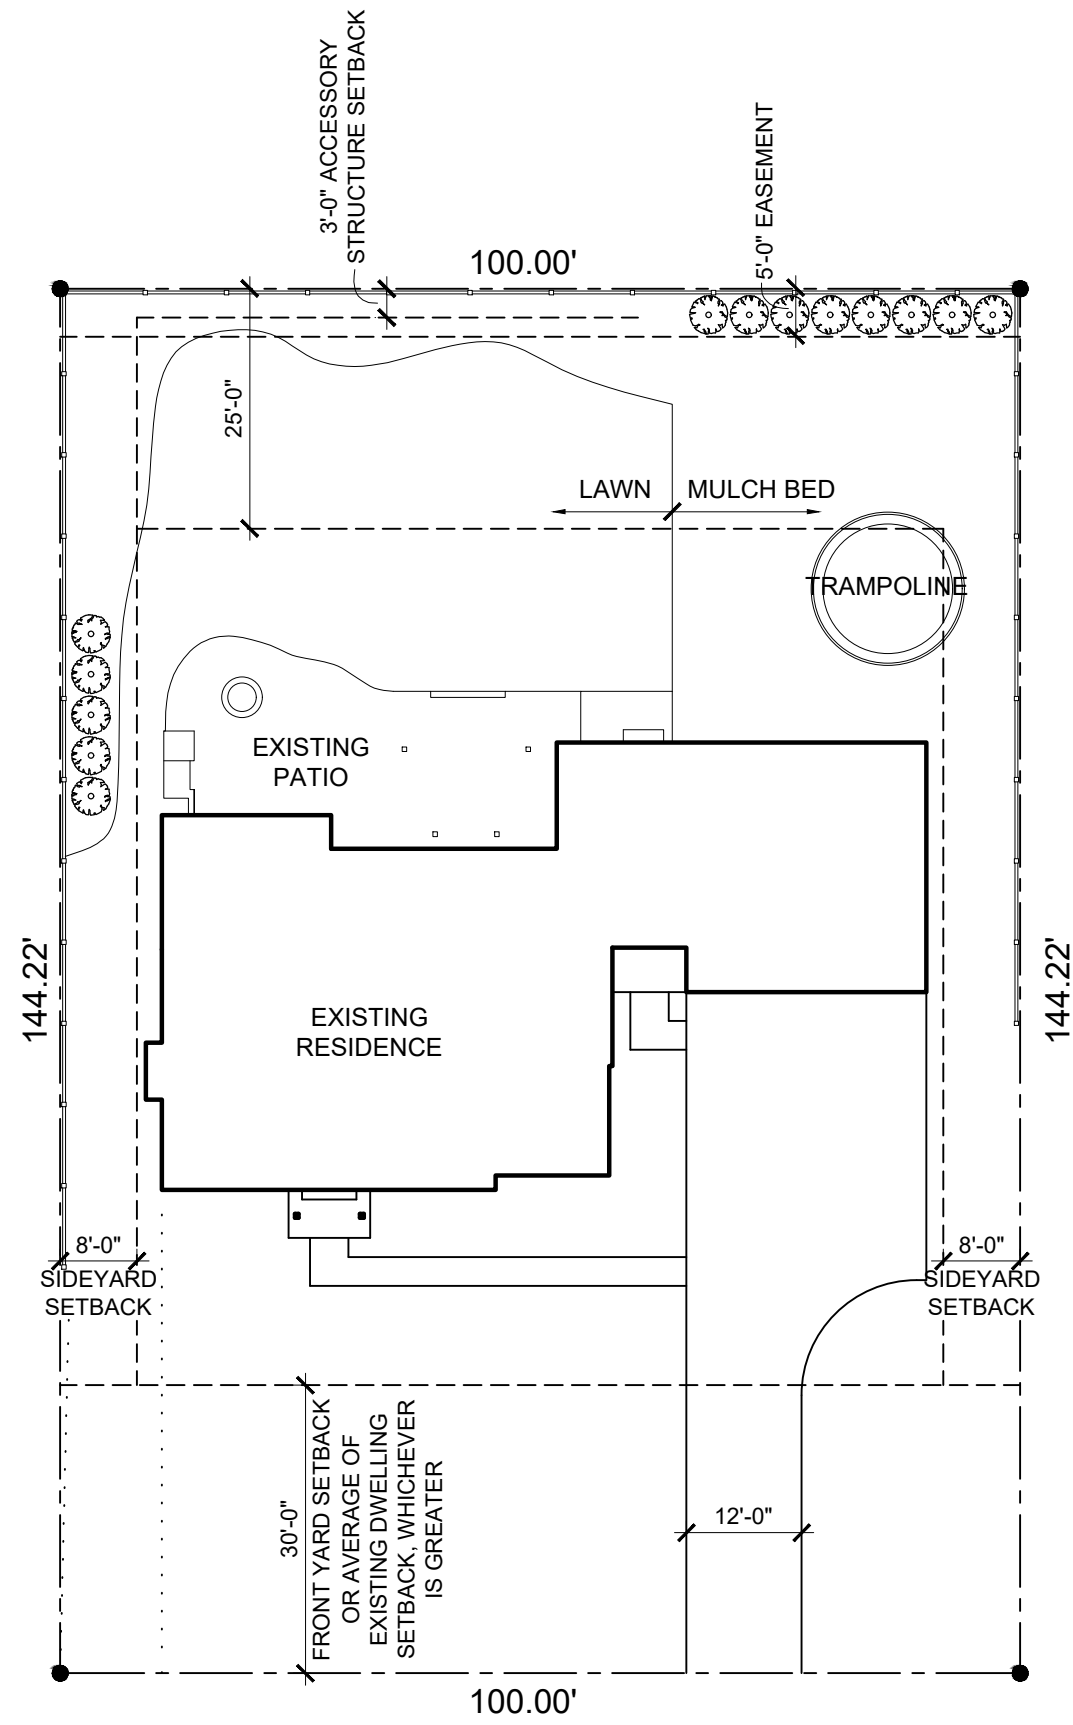 3'-0" ACCESSORY
STRUCTURE SETBACK
5'-0" EASEMENT
100.00'
25'-0"
LAWN
MULCH BED
TRAMPOLINE
EXISTING
PATIO
144.22'
144.22'
EXISTING
RESIDENCE
8'-0"
SIDEYARD
SETBACK
8'-0"
SIDEYARD
SETBACK
30'-0"
FRONT YARD SETBACK
OR AVERAGE OF
EXISTING DWELLING
SETBACK, WHICHEVER
IS GREATER
12'-0"
100.00'